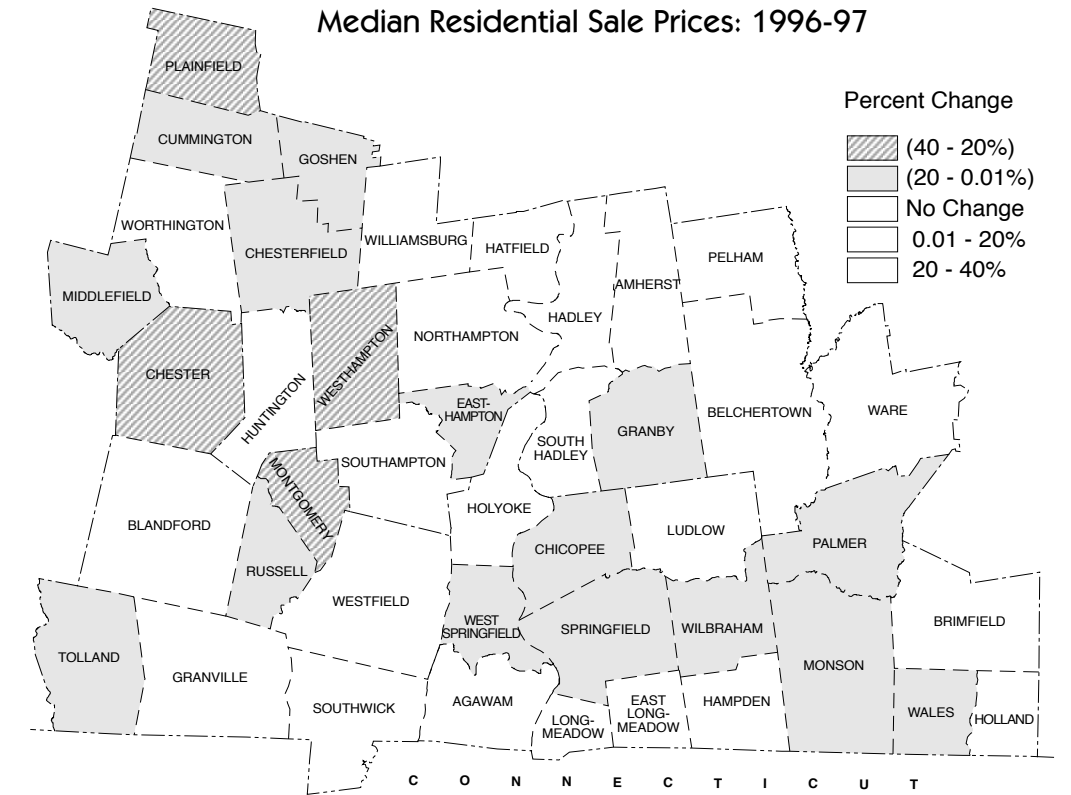 Median Residential Sale Prices: 1996-97
Percent Change
(40 - 20%)
(20 - 0.01%)
No Change
0.01 - 20%
20 - 40%
PLAINFIELD
CUMMINGTON
GOSHEN
WORTHINGTON
CHESTERFIELD
WILLIAMSBURG
HATFIELD
PELHAM
AMHERST
MIDDLEFIELD
HADLEY
NORTHAMPTON
WESTHAMPTON
CHESTER
HUNTINGTON
EAST-
HAMPTON
BELCHERTOWN
WARE
GRANBY
SOUTH
HADLEY
SOUTHAMPTON
MONTGOMERY
HOLYOKE
BLANDFORD
LUDLOW
CHICOPEE
PALMER
RUSSELL
WESTFIELD
WEST
SPRINGFIELD
SPRINGFIELD
WILBRAHAM
BRIMFIELD
TOLLAND
MONSON
GRANVILLE
SOUTHWICK
AGAWAM
LONG-
MEADOW
EAST
LONG-
MEADOW
HAMPDEN
WALES
HOLLAND
C O N N E C T I C U T